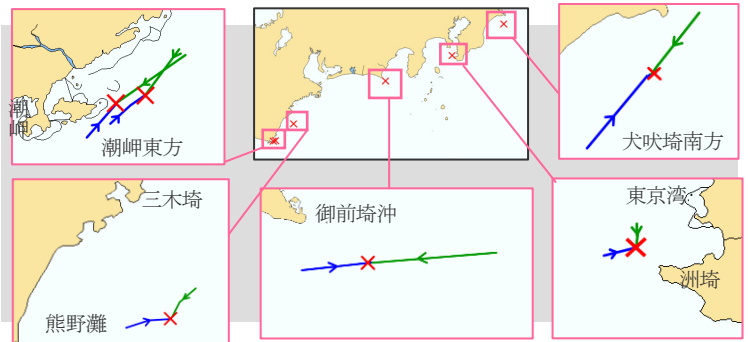 潮岬
潮岬東方
犬吠埼南方
三木埼
熊野灘
御前埼沖
東京湾
洲埼